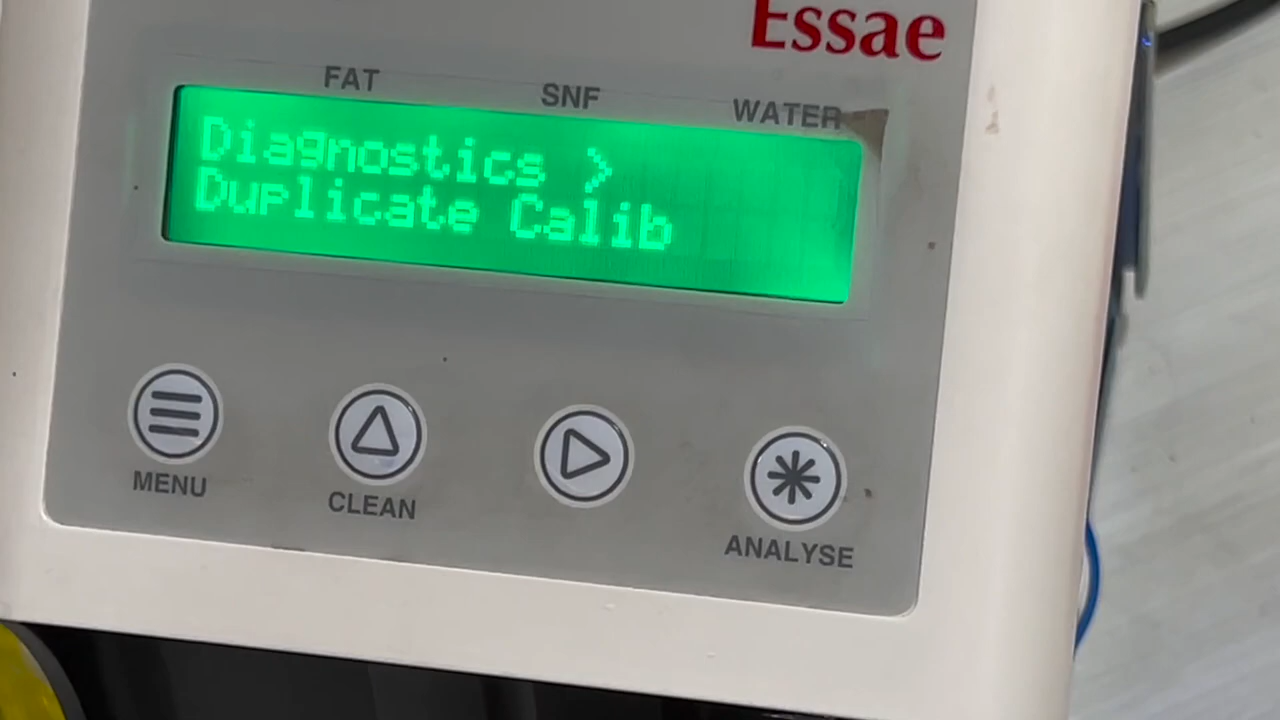 Essae
FAT SNF WATER
Diagnostics >
Duplicate Calib
MENU CLEAN ANALYSE